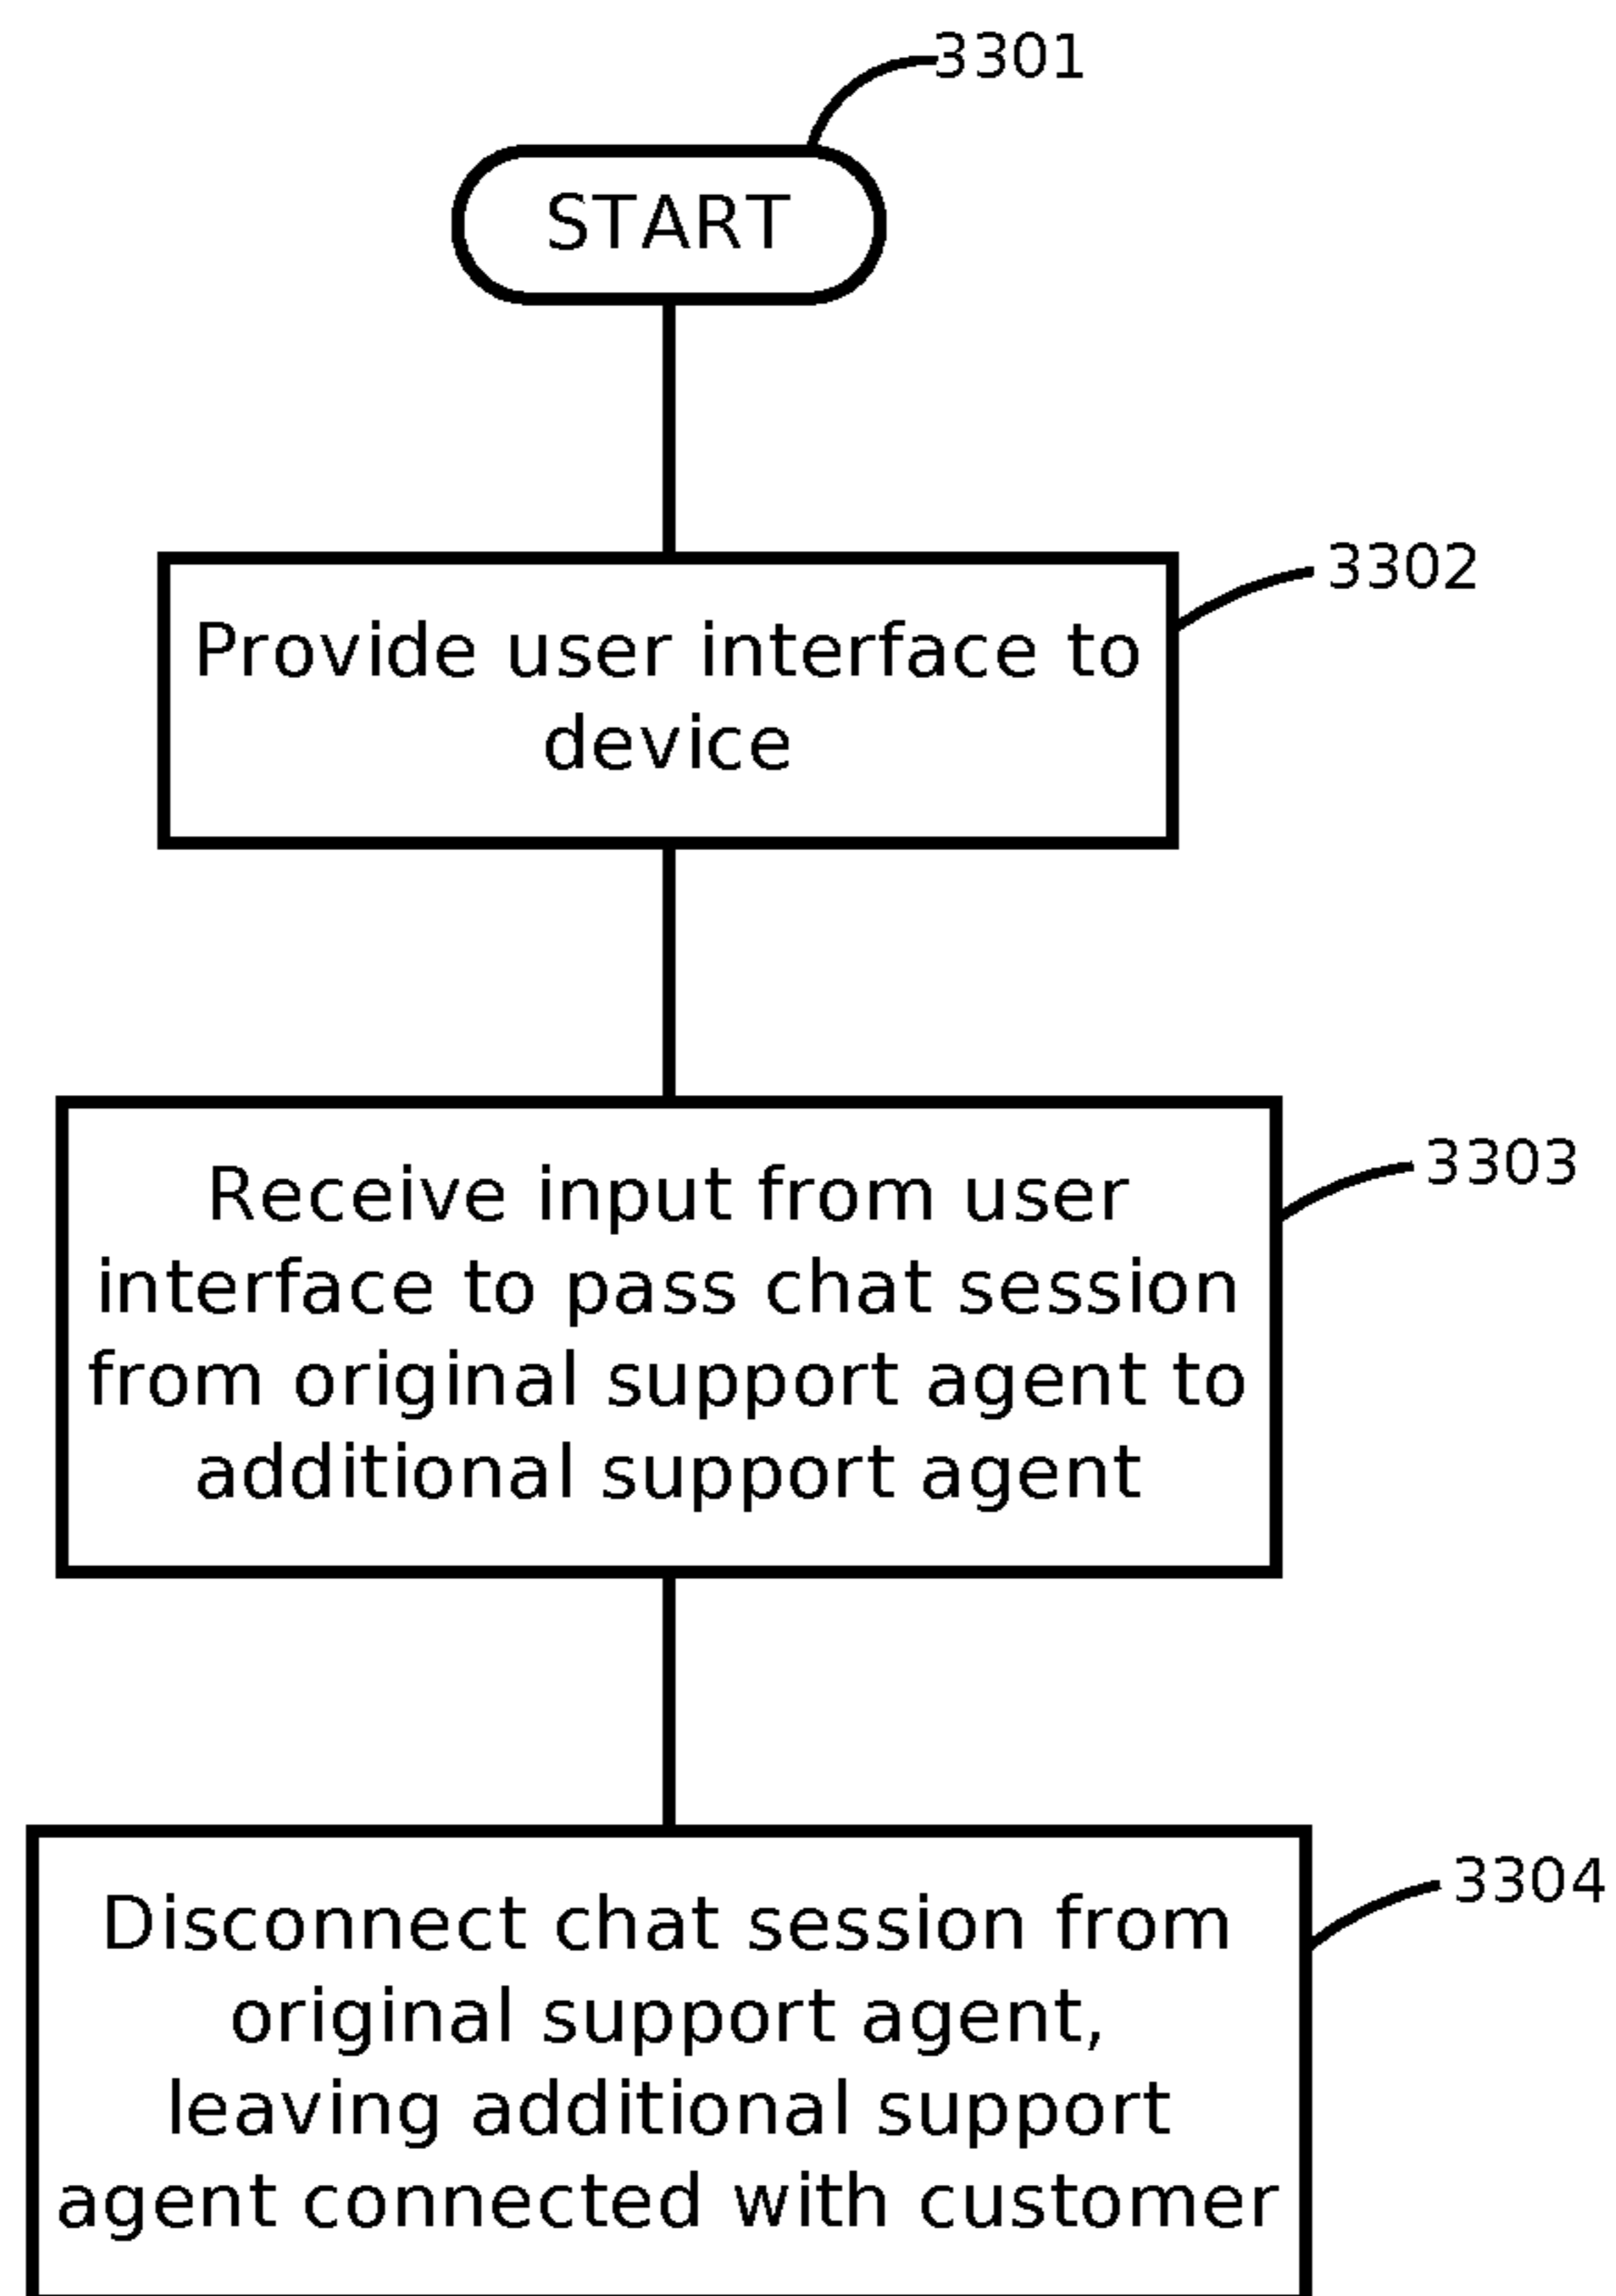 3301
START
3302
Provide user interface to
device
3303
Receive input from user
interface to pass chat session
from original support agent to
additional support agent
3304
Disconnect chat session from
original support agent,
leaving additional support
agent connected with customer